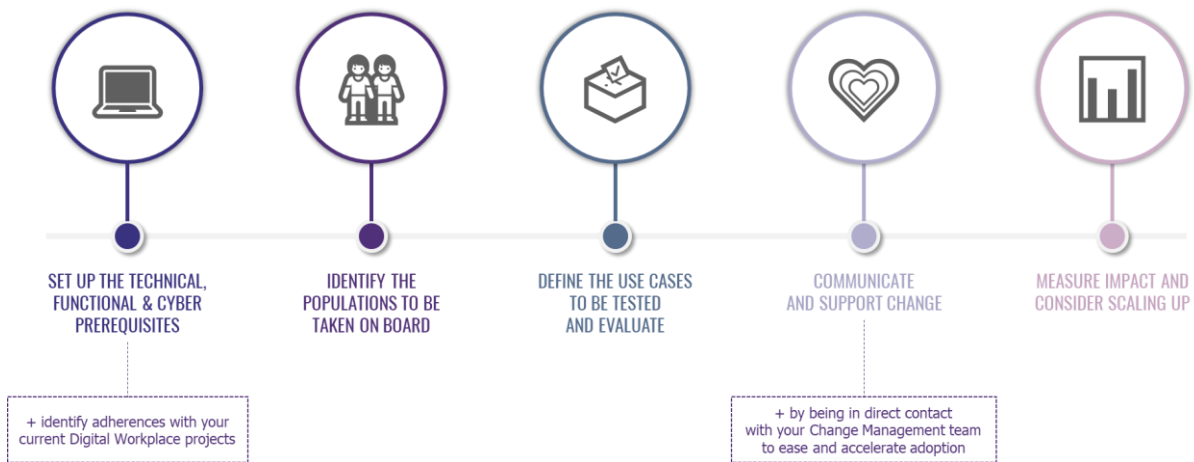 SET UP THE TECHNICAL,
FUNCTIONAL & CYBER
PREREQUISITES
IDENTIFY THE
POPULATIONS TO BE
TAKEN ON BOARD
DEFINE THE USE CASES
TO BE TESTED
AND EVALUATE
COMMUNICATE
AND SUPPORT CHANGE
MEASURE IMPACT AND
CONSIDER SCALING UP
+ identify adherences with your
current Digital Workplace projects
+ by being in direct contact
with your Change Management team
to ease and accelerate adoption